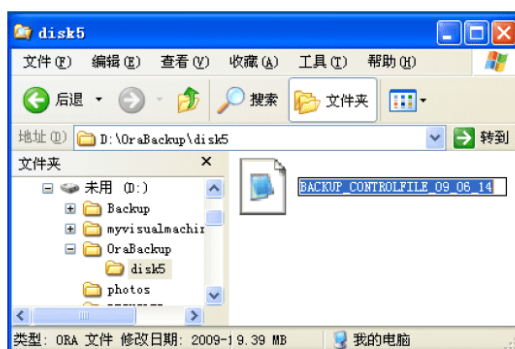 disk5
文件(F) 编辑(E) 查看(V) 收藏(A) 工具(T) 帮助(H)
后退 搜索 文件夹
地址(D) D:\OraBackup\disk5 转到
文件夹 ×
未用 (D:)
Backup
BACKUP_CONTROLFILE_09_06_14
myvisualmachin
OraBackup
disk5
photos
类型: ORA 文件 修改日期: 2009-1 9.39 MB 我的电脑